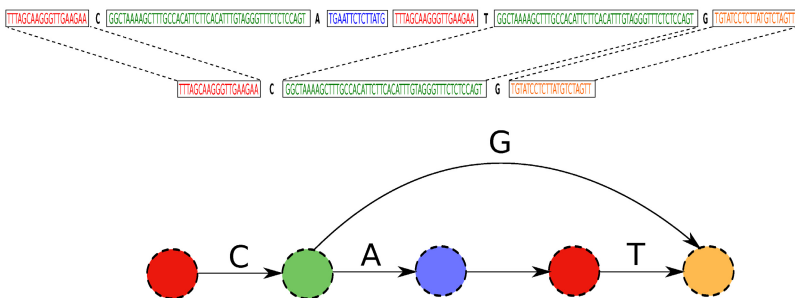 TTTAGCAAGGGTTGAAGAA C GGCTAAAAGCTTTGCCACATTCTTCACATTTGTAGGGTTTCTCTCCAGT A TGAATTCTCTTATG TTTAGCAAGGGTTGAAGAA T GGCTAAAAGCTTTGCCACATTCTTCACATTTGTAGGGTTTCTCTCCAGT G TGTATCCTCTTATGTCTAGTT
TTTAGCAAGGGTTGAAGAA C GGCTAAAAGCTTTGCCACATTCTTCACATTTGTAGGGTTTCTCTCCAGT G TGTATCCTCTTATGTCTAGTT
G
C A T